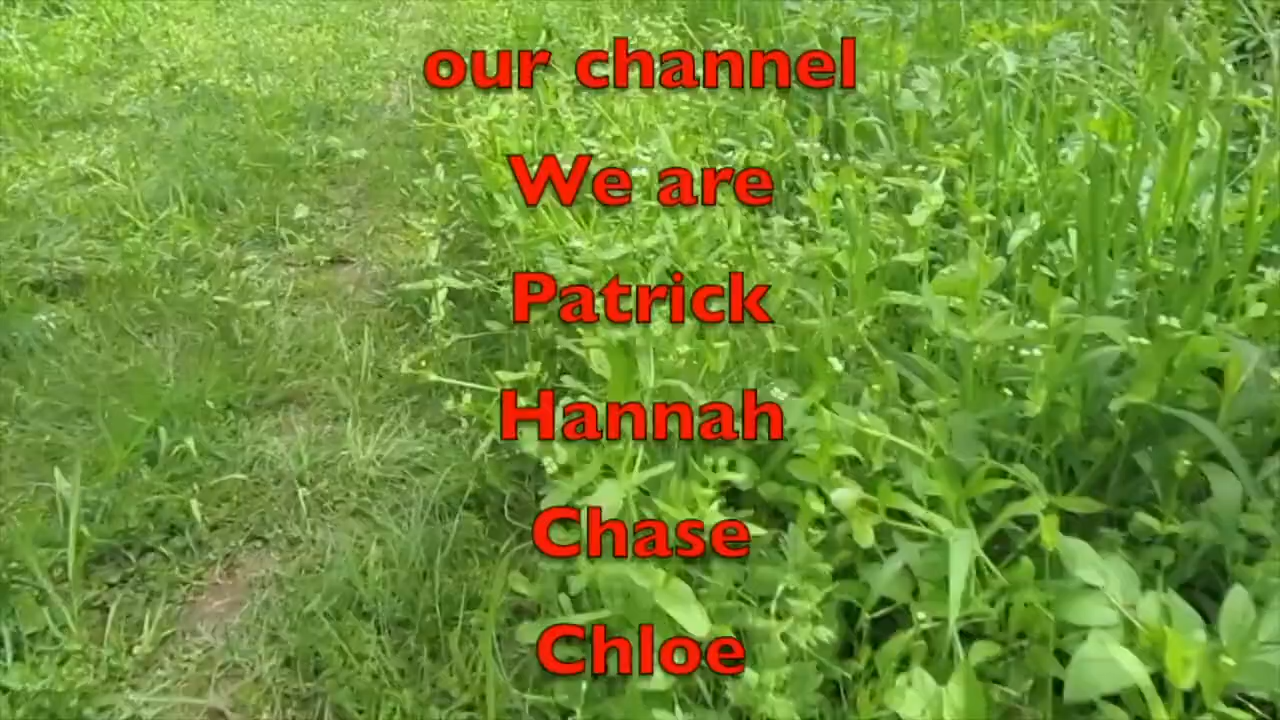 our channel
We are
Patrick
Hannah
Chase
Chloe